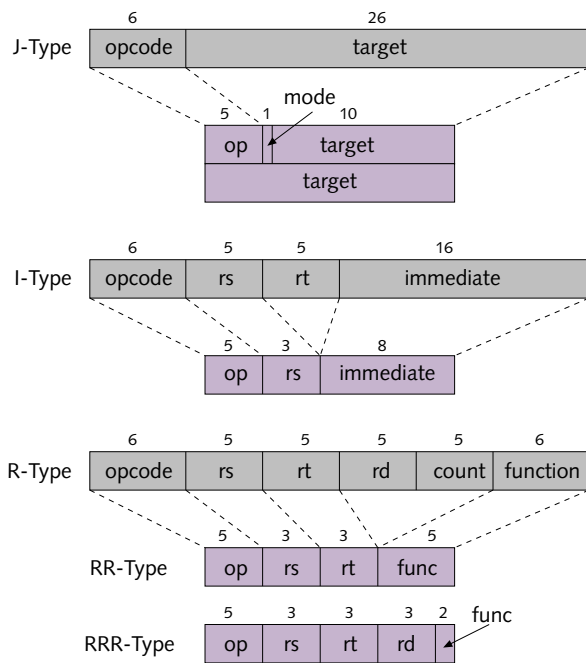 6 26
J-Type opcode target
mode
5 1 10
op target
target
6 5 5 16
I-Type opcode rs rt immediate
5 3 8
op rs immediate
6 5 5 5 5 6
R-Type opcode rs rt rd count function
5 3 3 5
RR-Type op rs rt func
5 3 3 3 2 func
RRR-Type op rs rt rd